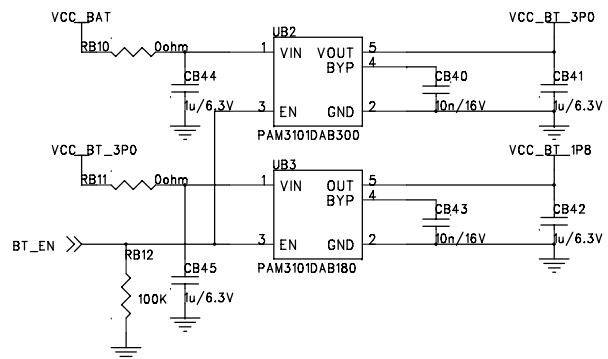 VCC_BAT
VCC_BT_3P0
RB10 0ohm
UB2
1 VIN VOUT 5
BYP 4
CB44
1u/6.3V
CB40
10n/16V
CB41
1u/6.3V
3 EN GND 2
PAM3101DAB300
VCC_BT_3P0
VCC_BT_1P8
RB11 0ohm
UB3
1 VIN OUT 5
BYP 4
CB43
10n/16V
CB42
1u/6.3V
BT_EN
3 EN GND 2
RB12
100K
CB45
1u/6.3V
PAM3101DAB180